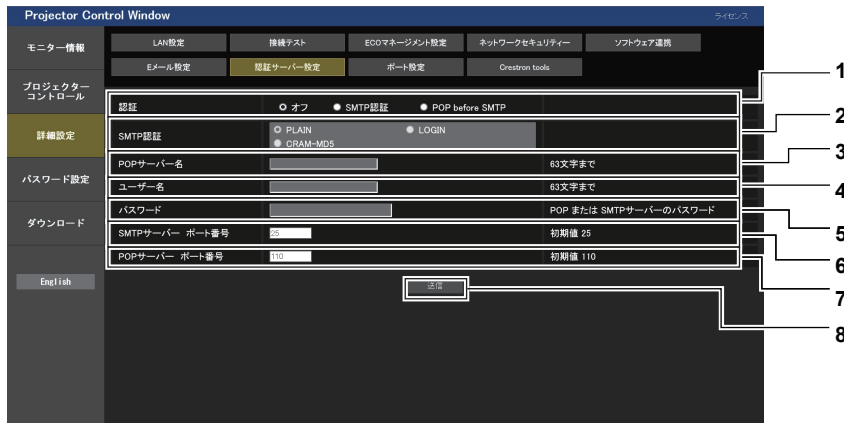 Projector Control Window
ライセンス
モニター情報
LAN設定
接続テスト
ECOマネージメント設定
ネットワークセキュリティー
ソフトウェア連携
Eメール設定
認証サーバー設定
ポート設定
Crestron tools
プロジェクター
コントロール
詳細設定
パスワード設定
ダウンロード
English
認証
オフ
SMTP認証
POP before SMTP
1
SMTP認証
PLAIN
LOGIN
CRAM-MD5
2
POPサーバー名
63文字まで
3
ユーザー名
63文字まで
4
パスワード
POP または SMTPサーバーのパスワード
5
SMTPサーバー ポート番号
25
初期値 25
6
POPサーバー ポート番号
110
初期値 110
7
送信
8